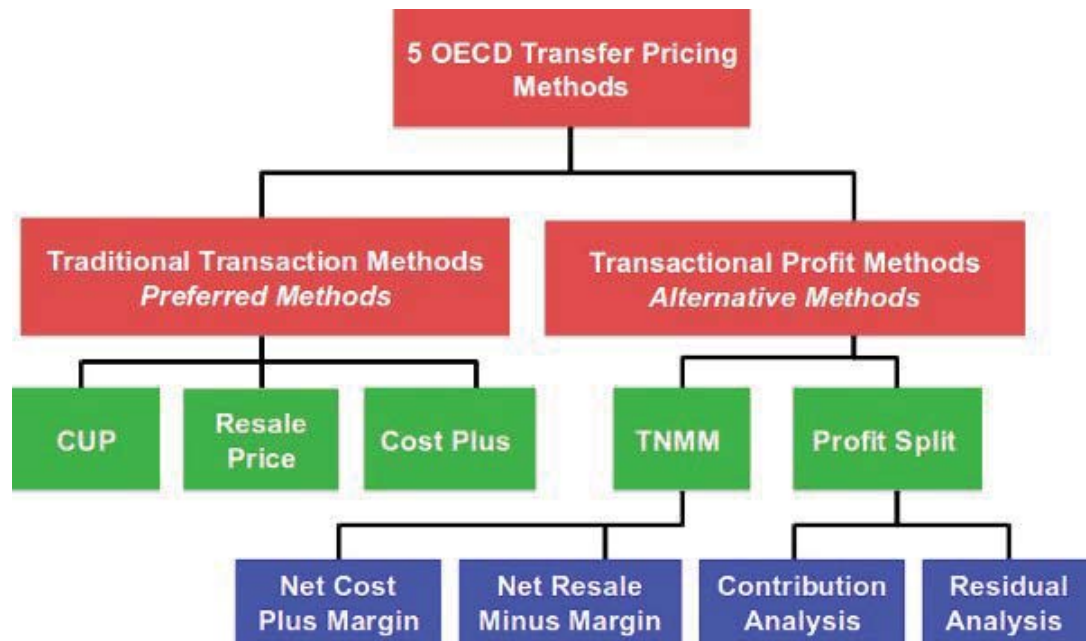 5 OECD Transfer Pricing
Methods
Traditional Transaction Methods
Preferred Methods
Transactional Profit Methods
Alternative Methods
CUP
Resale
Price
Cost Plus
TNMM
Profit Split
Net Cost
Plus Margin
Net Resale
Minus Margin
Contribution
Analysis
Residual
Analysis